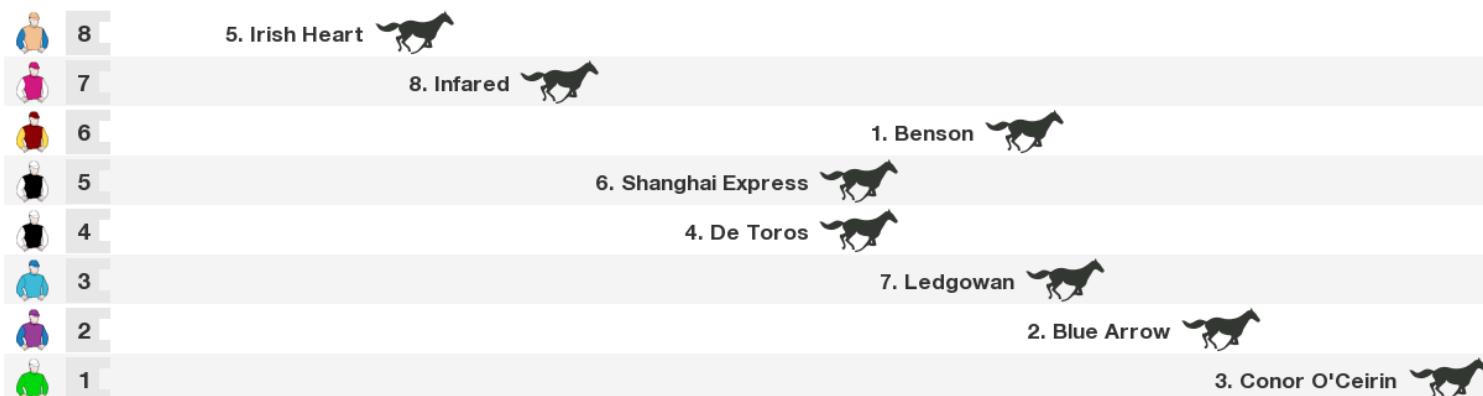 8 5. Irish Heart
7 8. Infared
6 1. Benson
5 6. Shanghai Express
4 4. De Toros
3 7. Ledgowan
2 2. Blue Arrow
1 3. Conor O'Ceirin